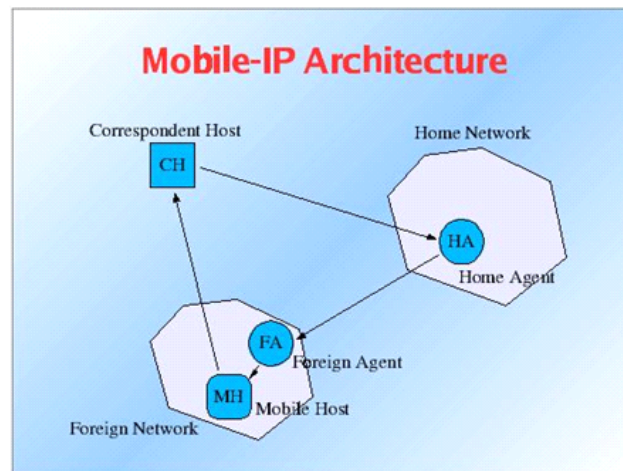 Mobile-IP Architecture
Correspondent Host
CH
Home Network
HA
Home Agent
FA
Foreign Agent
MH
Mobile Host
Foreign Network